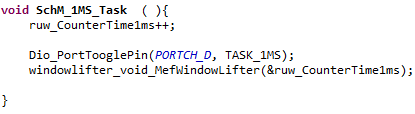 void SchM_1MS_Task  ( ){
    ruw_CounterTime1ms++;

    Dio_PortTooglePin(PORTCH_D, TASK_1MS);
    windowlifter_void_MefWindowLifter(&ruw_CounterTime1ms);

}